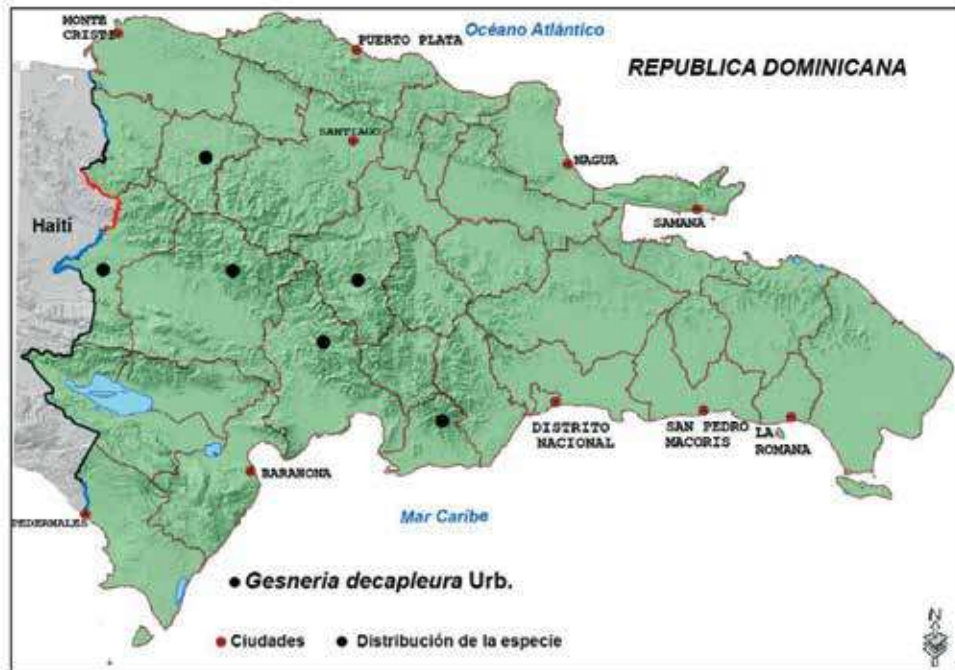 MONTE
CRISTI
PUERTO PLATA
Océano Atlántico
REPUBLICA DOMINICANA
SANTIAGO
NAGUA
Haití
SAMANA
DISTRITO
NACIONAL
SAN PEDRO
MACORIS
LA
ROMANA
BARAHONA
PEDERNALES
Mar Caribe
Gesneria decapleura Urb.
Ciudades
Distribución de la especie
N